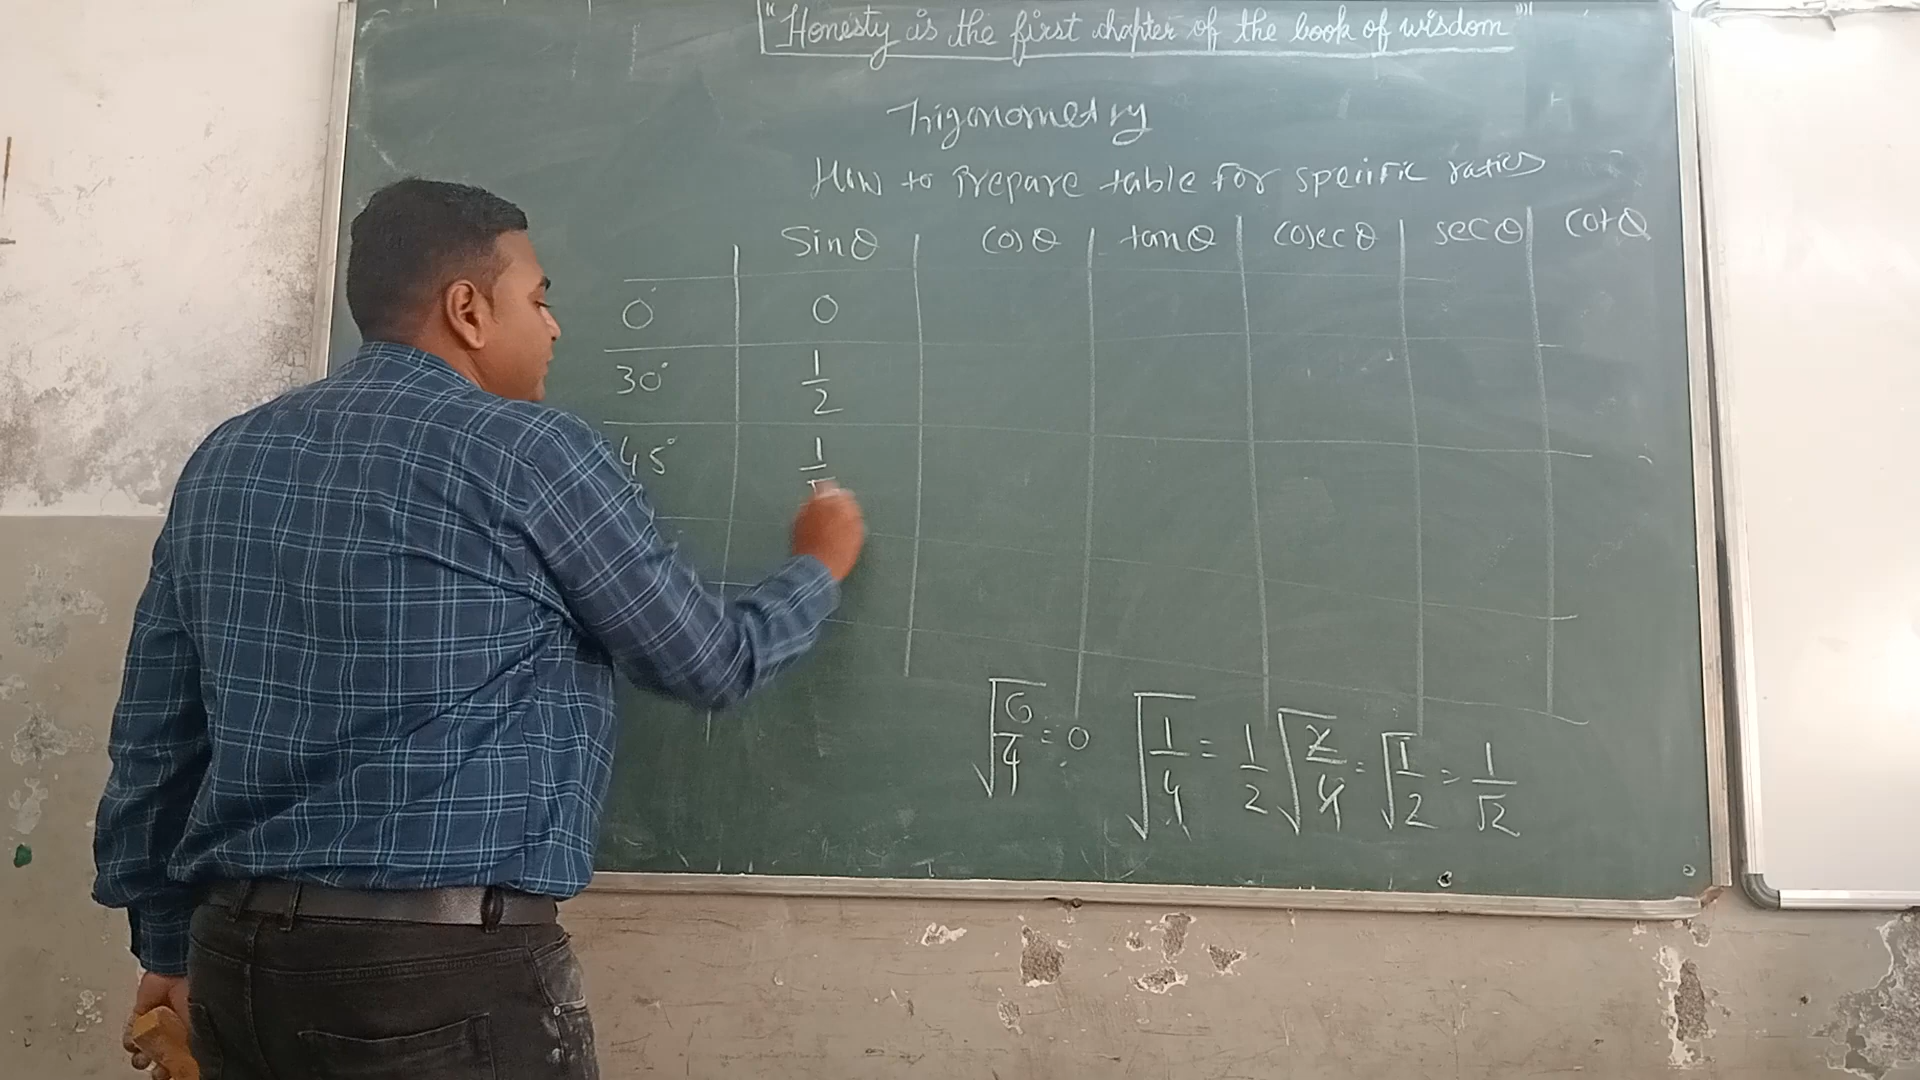 "Honesty is the first chapter of the book of wisdom"
Trigonometry
How to Prepare table for specific ratios
Sinθ cosθ tanθ cosecθ secθ cotθ
0° 0
30° 1/2
45° 1/√
√(0/4) = 0 √(1/4) = 1/2 √(2/4) = √(1/2) = 1/√2